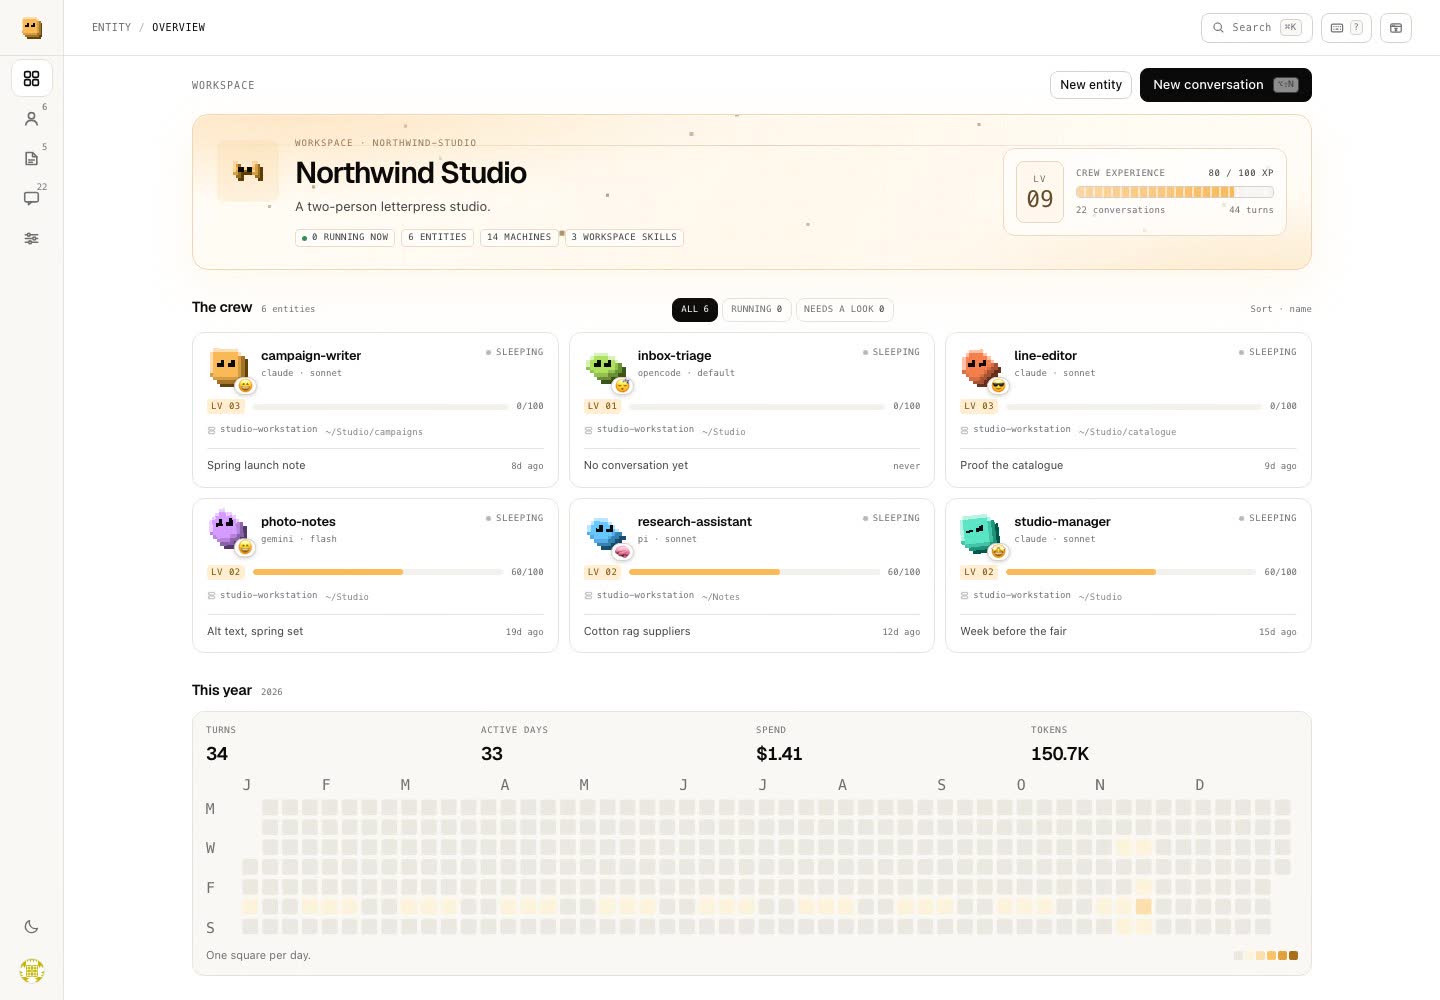 ENTITY / OVERVIEW
Search ⌘K
?
6
5
22
WORKSPACE
New entity
New conversation ⌥⇧N
WORKSPACE · NORTHWIND-STUDIO
Northwind Studio
A two-person letterpress studio.
0 RUNNING NOW
6 ENTITIES
14 MACHINES
3 WORKSPACE SKILLS
LV
09
CREW EXPERIENCE 80 / 100 XP
22 conversations 44 turns
The crew 6 entities
ALL 6
RUNNING 0
NEEDS A LOOK 0
Sort · name
campaign-writer
SLEEPING
claude · sonnet
LV 03 0/100
studio-workstation ~/Studio/campaigns
Spring launch note 8d ago
inbox-triage
SLEEPING
opencode · default
LV 01 0/100
studio-workstation ~/Studio
No conversation yet never
line-editor
SLEEPING
claude · sonnet
LV 03 0/100
studio-workstation ~/Studio/catalogue
Proof the catalogue 9d ago
photo-notes
SLEEPING
gemini · flash
LV 02 60/100
studio-workstation ~/Studio
Alt text, spring set 19d ago
research-assistant
SLEEPING
pi · sonnet
LV 02 60/100
studio-workstation ~/Notes
Cotton rag suppliers 12d ago
studio-manager
SLEEPING
claude · sonnet
LV 02 60/100
studio-workstation ~/Studio
Week before the fair 15d ago
This year 2026
TURNS
34
ACTIVE DAYS
33
SPEND
$1.41
TOKENS
150.7K
J F M A M J J A S O N D
M
W
F
S
One square per day.